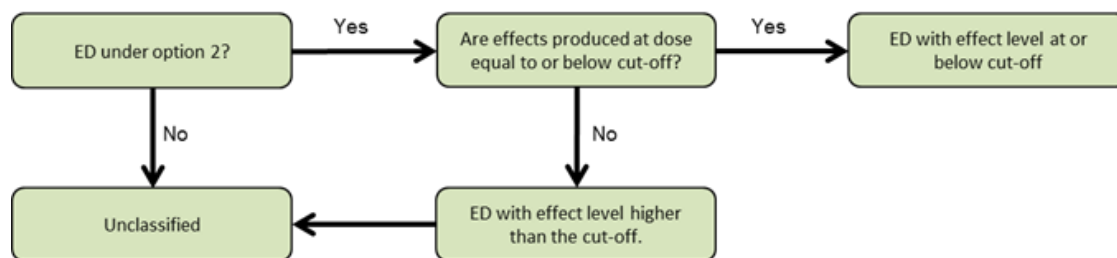 ED under option 2?
Yes
Are effects produced at dose
equal to or below cut-off?
Yes
ED with effect level at or
below cut-off
No
No
Unclassified
ED with effect level higher
than the cut-off.